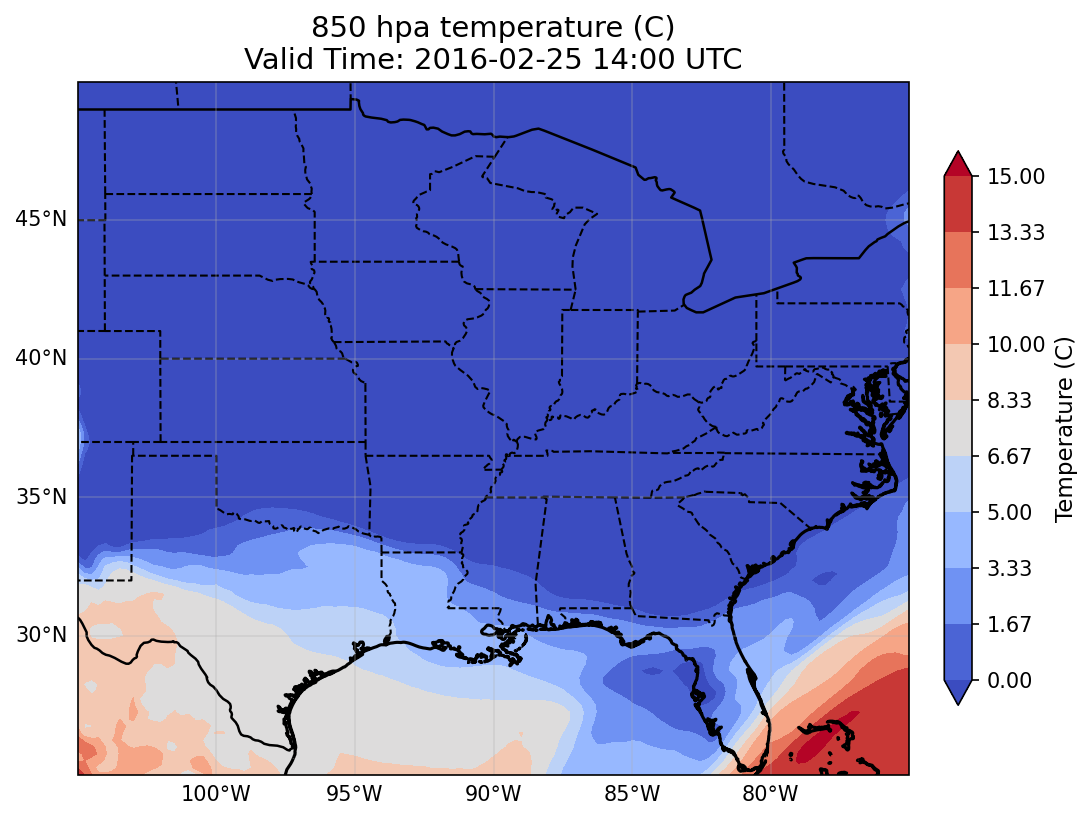 850 hpa temperature (C)
Valid Time: 2016-02-25 14:00 UTC
45°N
40°N
35°N
30°N
100°W
95°W
90°W
85°W
80°W
15.00
13.33
11.67
10.00
8.33
6.67
5.00
3.33
1.67
0.00
Temperature (C)